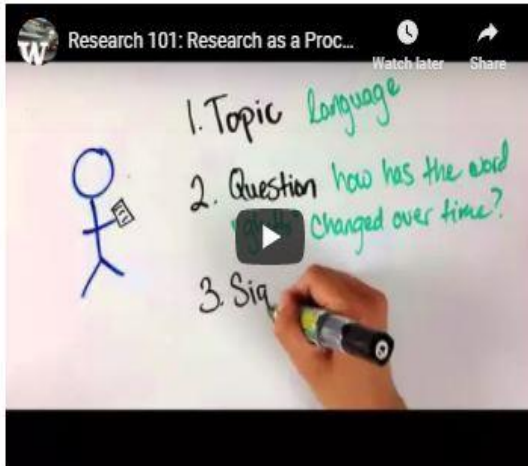 W
Research 101: Research as a Proc...
Watch later
Share
1. Topic language
2. Question how has the word
changed over time?
3. Sig